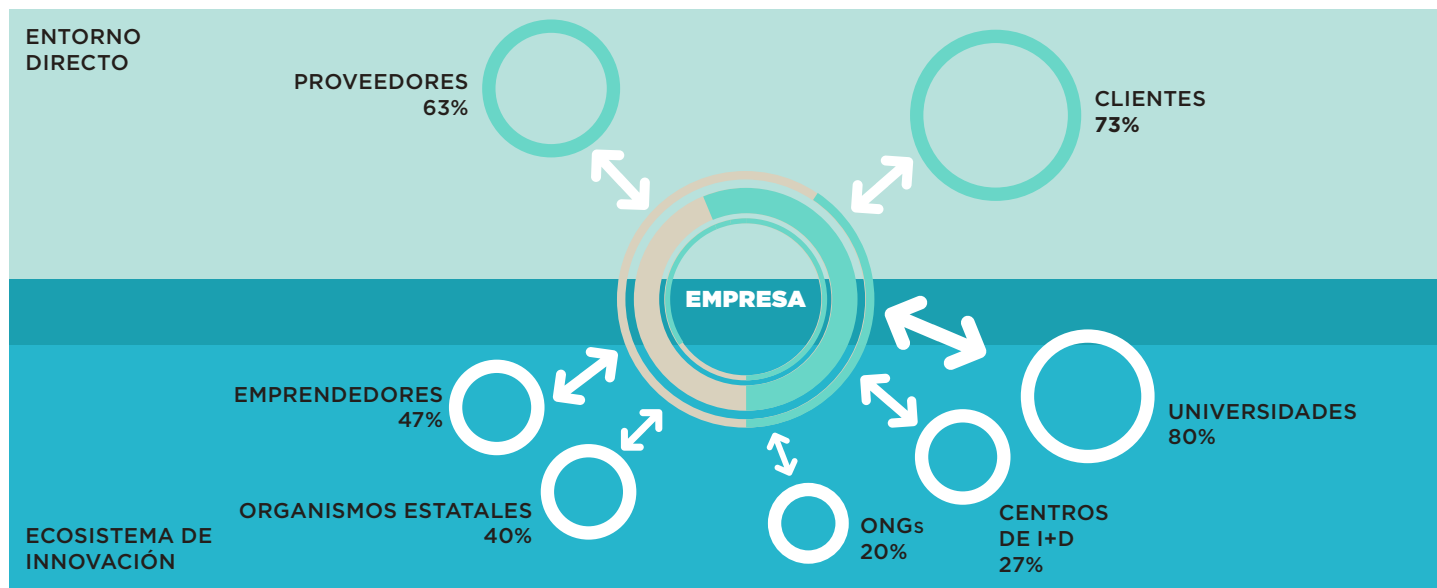 ENTORNO
DIRECTO
PROVEEDORES
63%
CLIENTES
73%
EMPRESA
EMPRENDEDORES
47%
UNIVERSIDADES
80%
ORGANISMOS ESTATALES
40%
ONGs
20%
CENTROS
DE I+D
27%
ECOSISTEMA DE
INNOVACIÓN